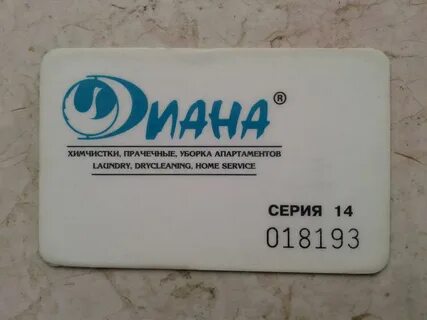 Диана®
ХИМЧИСТКИ, ПРАЧЕЧНЫЕ, УБОРКА АПАРТАМЕНТОВ
LAUNDRY, DRYCLEANING, HOME SERVICE
СЕРИЯ 14
018193